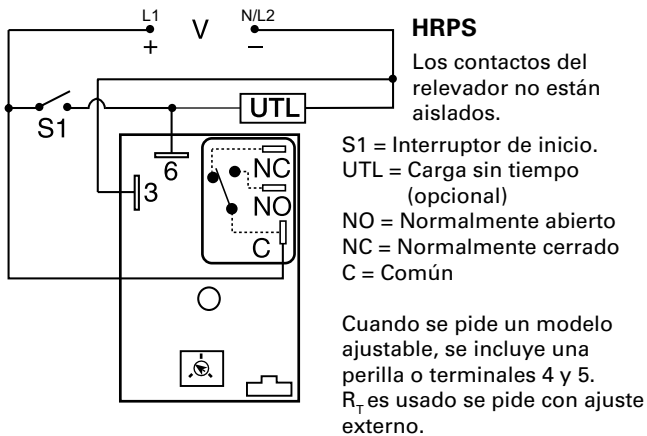 L1
V
N/L2
+
–
S1
UTL
6
3
NC
NO
C
HRPS
Los contactos del
relevador no están
aislados.
S1 = Interruptor de inicio.
UTL = Carga sin tiempo
(opcional)
NO = Normalmente abierto
NC = Normalmente cerrado
C = Común
Cuando se pide un modelo
ajustable, se incluye una
perilla o terminales 4 y 5.
R_T es usado se pide con ajuste
externo.